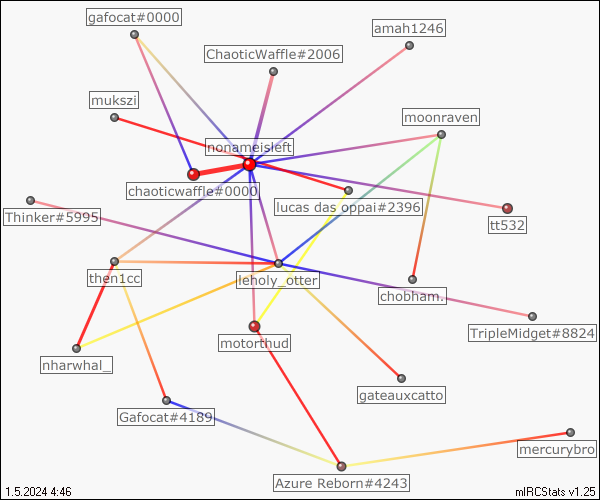 gafocat#0000
amah1246
ChaoticWaffle#2006
mukszi
moonraven
nonameisleft
chaoticwaffle#0000
lucas das oppai#2396
Thinker#5995
tt532
then1cc
leholy_otter
chobham.
TripleMidget#8824
motorthud
nharwhal_
gateauxcatto
Gafocat#4189
mercurybro
Azure Reborn#4243
1.5.2024 4:46
mIRCStats v1.25